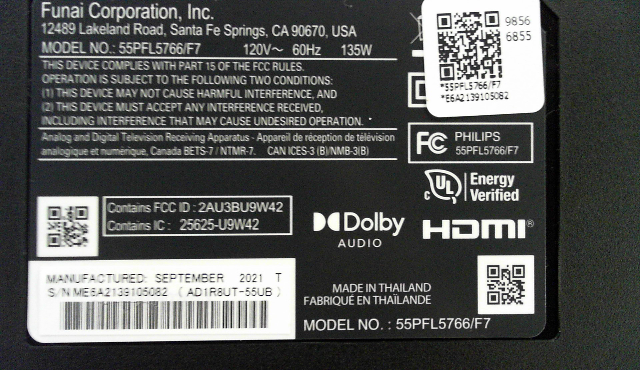 Funai Corporation, Inc.
12489 Lakeland Road, Santa Fe Springs, CA 90670, USA
MODEL NO.: 55PFL5766/F7 120V~ 60Hz 135W
THIS DEVICE COMPLIES WITH PART 15 OF THE FCC RULES.
OPERATION IS SUBJECT TO THE FOLLOWING TWO CONDITIONS:
(1) THIS DEVICE MAY NOT CAUSE HARMFUL INTERFERENCE, AND
(2) THIS DEVICE MUST ACCEPT ANY INTERFERENCE RECEIVED,
INCLUDING INTERFERENCE THAT MAY CAUSE UNDESIRED OPERATION.
Analog and Digital Television Receiving Apparatus - Appareil de réception de télévision
analogique et numérique, Canada BETS-7 / NTMR-7. CAN ICES-3 (B)/NMB-3(B)
9856
6855
*55PFL5766/F7
*E6A2139105082
FC PHILIPS
55PFL5766/F7
c UL Energy
Verified
Contains FCC ID : 2AU3BU9W42
Contains IC : 25625-U9W42
Dolby
AUDIO
HDMI®
MANUFACTURED: SEPTEMBER 2021 T
S/N ME6A2139105082 ( AD1R8UT-55UB )
MADE IN THAILAND
FABRIQUÉ EN THAÏLANDE
MODEL NO. : 55PFL5766/F7